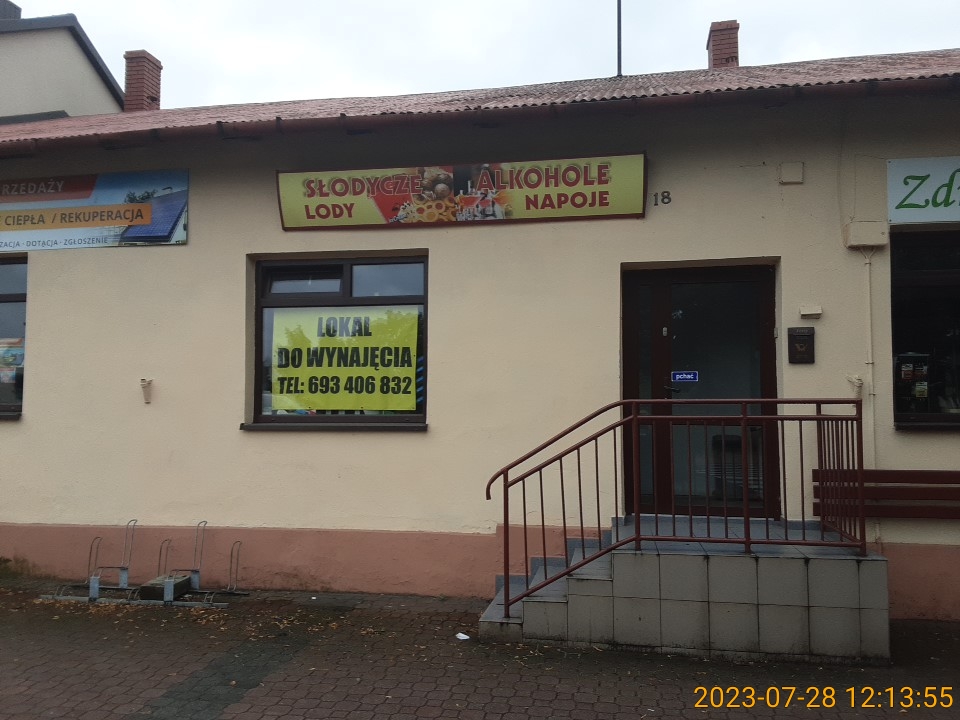 RZEDAŻY
CIEPŁA / REKUPERACJA
ZACJA · DOTACJA · ZGŁOSZENIE
SŁODYCZE ALKOHOLE
LODY NAPOJE
18
Zd
LOKAL
DO WYNAJĘCIA
TEL: 693 406 832
pchać
2023-07-28 12:13:55